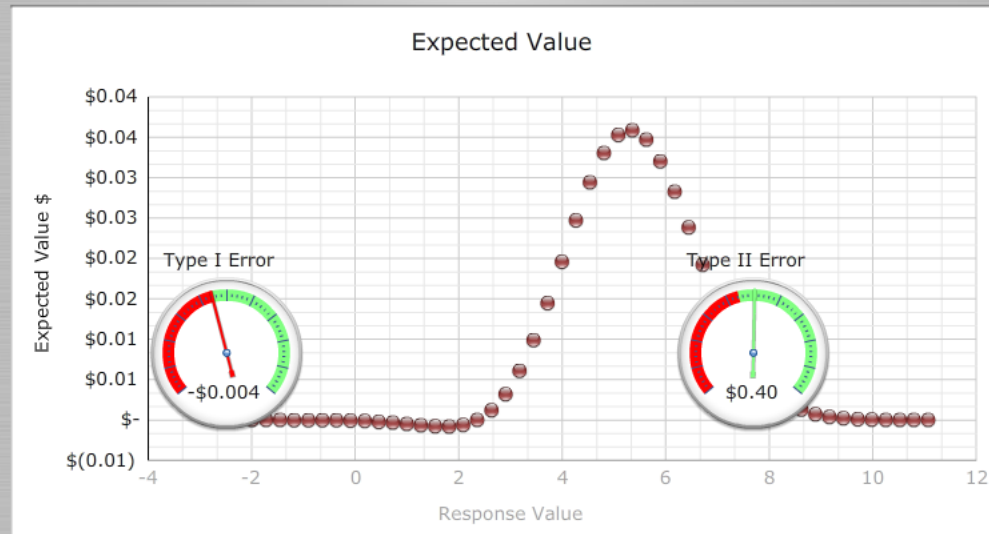 Expected Value
$0.04
$0.04
$0.03
$0.03
$0.02
$0.02
$0.01
$0.01
$-
$(0.01)
Expected Value $
Type I Error
-$0.004
Type II Error
$0.40
-4 -2 0 2 4 6 8 10 12
Response Value